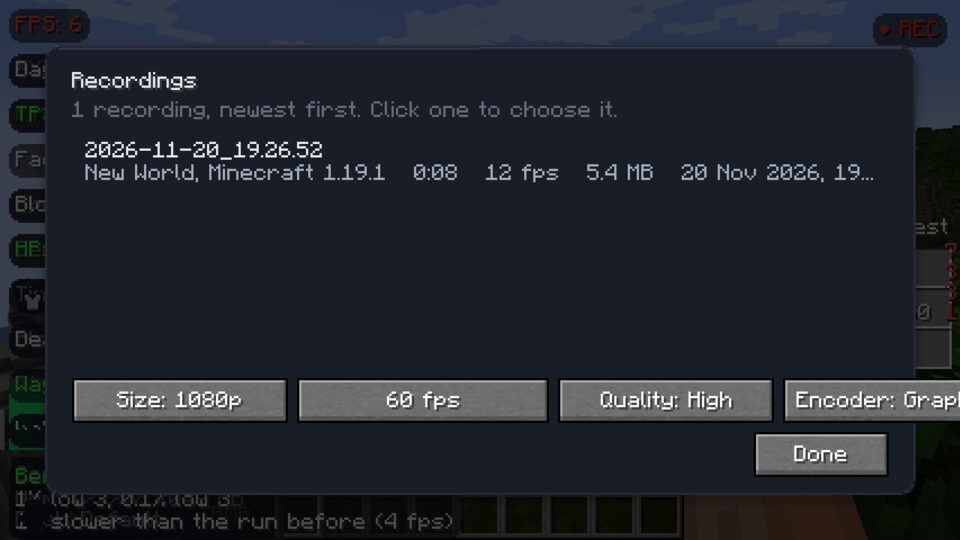 FPS: 6
REC
Recordings
1 recording, newest first. Click one to choose it.
2026-11-20_19.26.52
New World, Minecraft 1.19.1 0:08 12 fps 5.4 MB 20 Nov 2026, 19...
Size: 1080p
60 fps
Quality: High
Encoder: Grap
Done
slower than the run before (4 fps)